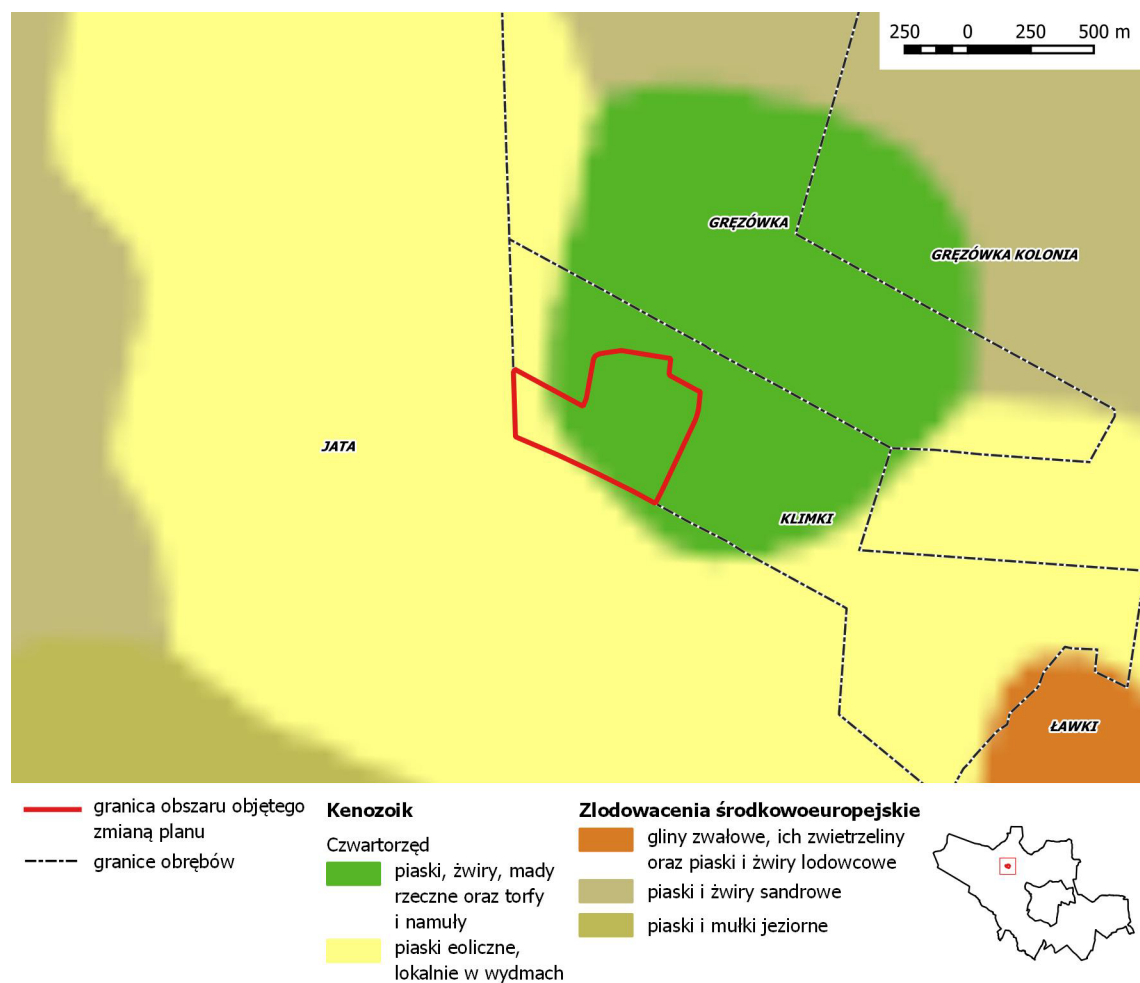 250 0 250 500 m
GRĘZÓWKA
GRĘZÓWKA KOLONIA
JATA
KLIMKI
ŁAWKI
granica obszaru objętego
zmianą planu
granice obrębów
Kenozoik
Czwartorzęd
piaski, żwiry, mady
rzeczne oraz torfy
i namuły
piaski eoliczne,
lokalnie w wydmach
Zlodowacenia środkowoeuropejskie
gliny zwałowe, ich zwietrzeliny
oraz piaski i żwiry lodowcowe
piaski i żwiry sandrowe
piaski i mułki jeziorne